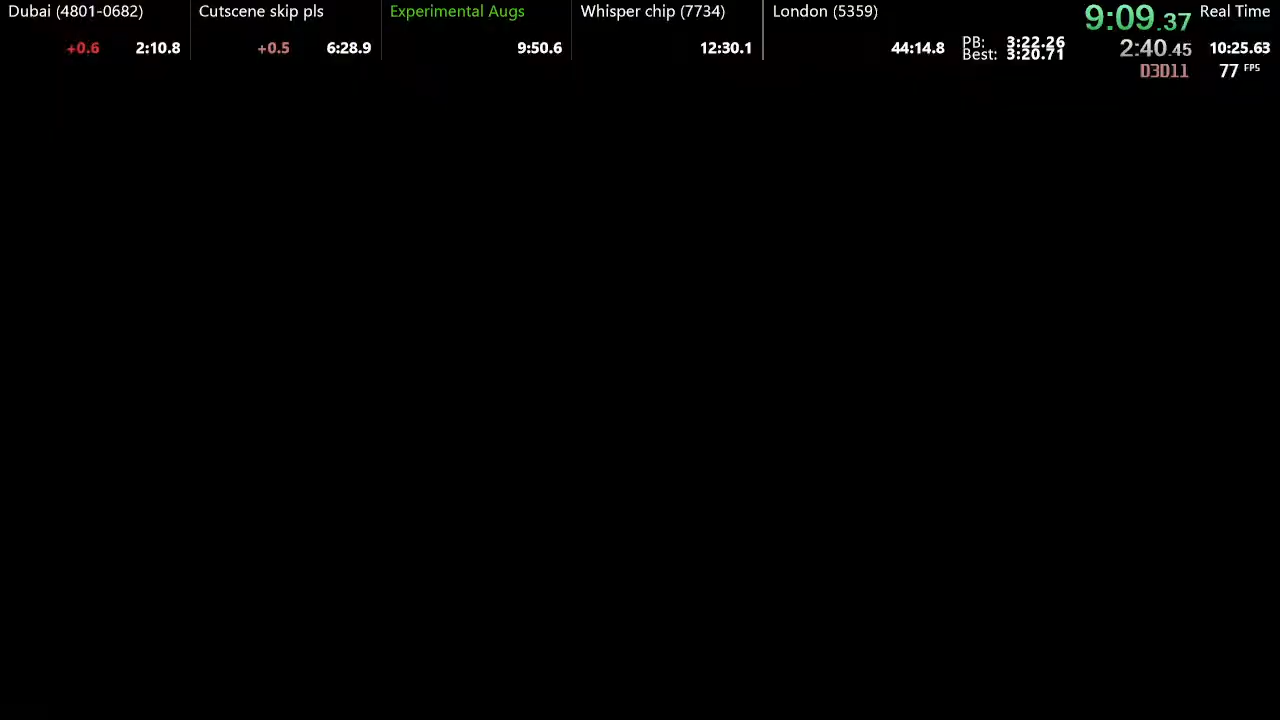 Dubai (4801-0682)
+0.6 2:10.8
Cutscene skip pls
+0.5 6:28.9
Experimental Augs
9:50.6
Whisper chip (7734)
12:30.1
London (5359)
44:14.8
PB: 3:22.26
Best: 3:20.71
9:09.37
2:40.45
D3D11
Real Time
10:25.63
77 FPS